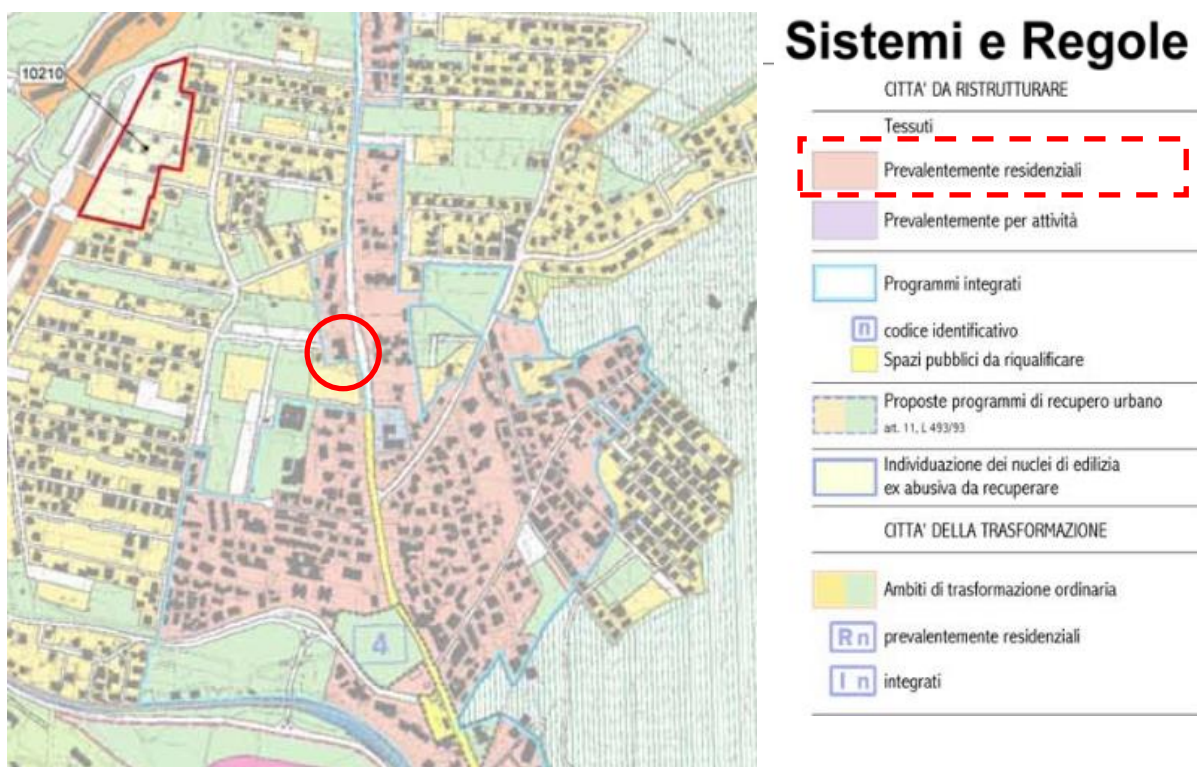 10210
4
Sistemi e Regole
CITTA' DA RISTRUTTURARE
Tessuti
Prevalentemente residenziali
Prevalentemente per attività
Programmi integrati
n codice identificativo
Spazi pubblici da riqualificare
Proposte programmi di recupero urbano
art. 11, L 493/93
Individuazione dei nuclei di edilizia
ex abusiva da recuperare
CITTA' DELLA TRASFORMAZIONE
Ambiti di trasformazione ordinaria
R n prevalentemente residenziali
I n integrati